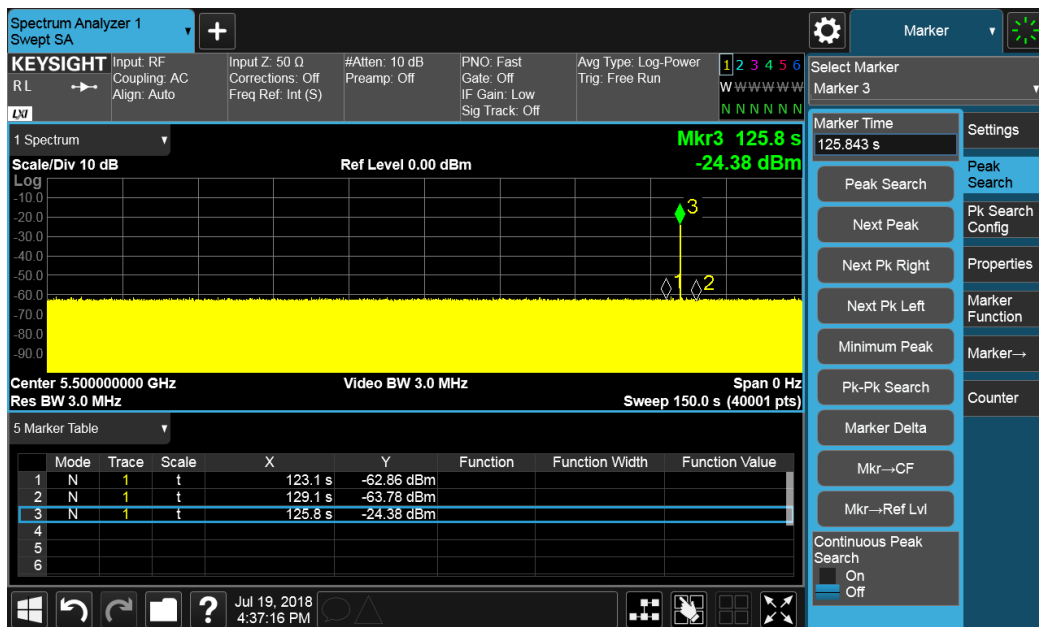 Spectrum Analyzer 1
Swept SA
+
Marker
KEYSIGHT
RL
LXI
Input: RF
Coupling: AC
Align: Auto
Input Z: 50 Ω
Corrections: Off
Freq Ref: Int (S)
#Atten: 10 dB
Preamp: Off
PNO: Fast
Gate: Off
IF Gain: Low
Sig Track: Off
Avg Type: Log-Power
Trig: Free Run
1 2 3 4 5 6
W W W W W W
N N N N N N
Select Marker
Marker 3
1 Spectrum
Mkr3 125.8 s
Scale/Div 10 dB
Ref Level 0.00 dBm
-24.38 dBm
Log
-10.0
-20.0
-30.0
-40.0
-50.0
-60.0
-70.0
-80.0
-90.0
3
1
2
Center 5.500000000 GHz
Video BW 3.0 MHz
Span 0 Hz
Res BW 3.0 MHz
Sweep 150.0 s (40001 pts)
5 Marker Table
Mode Trace Scale X Y Function Function Width Function Value
1 N 1 t 123.1 s -62.86 dBm
2 N 1 t 129.1 s -63.78 dBm
3 N 1 t 125.8 s -24.38 dBm
4
5
6
Marker Time
125.843 s
Peak Search
Next Peak
Next Pk Right
Next Pk Left
Minimum Peak
Pk-Pk Search
Marker Delta
Mkr→CF
Mkr→Ref Lvl
Continuous Peak
Search
On
Off
Settings
Peak
Search
Pk Search
Config
Properties
Marker
Function
Marker→
Counter
?
Jul 19, 2018
4:37:16 PM